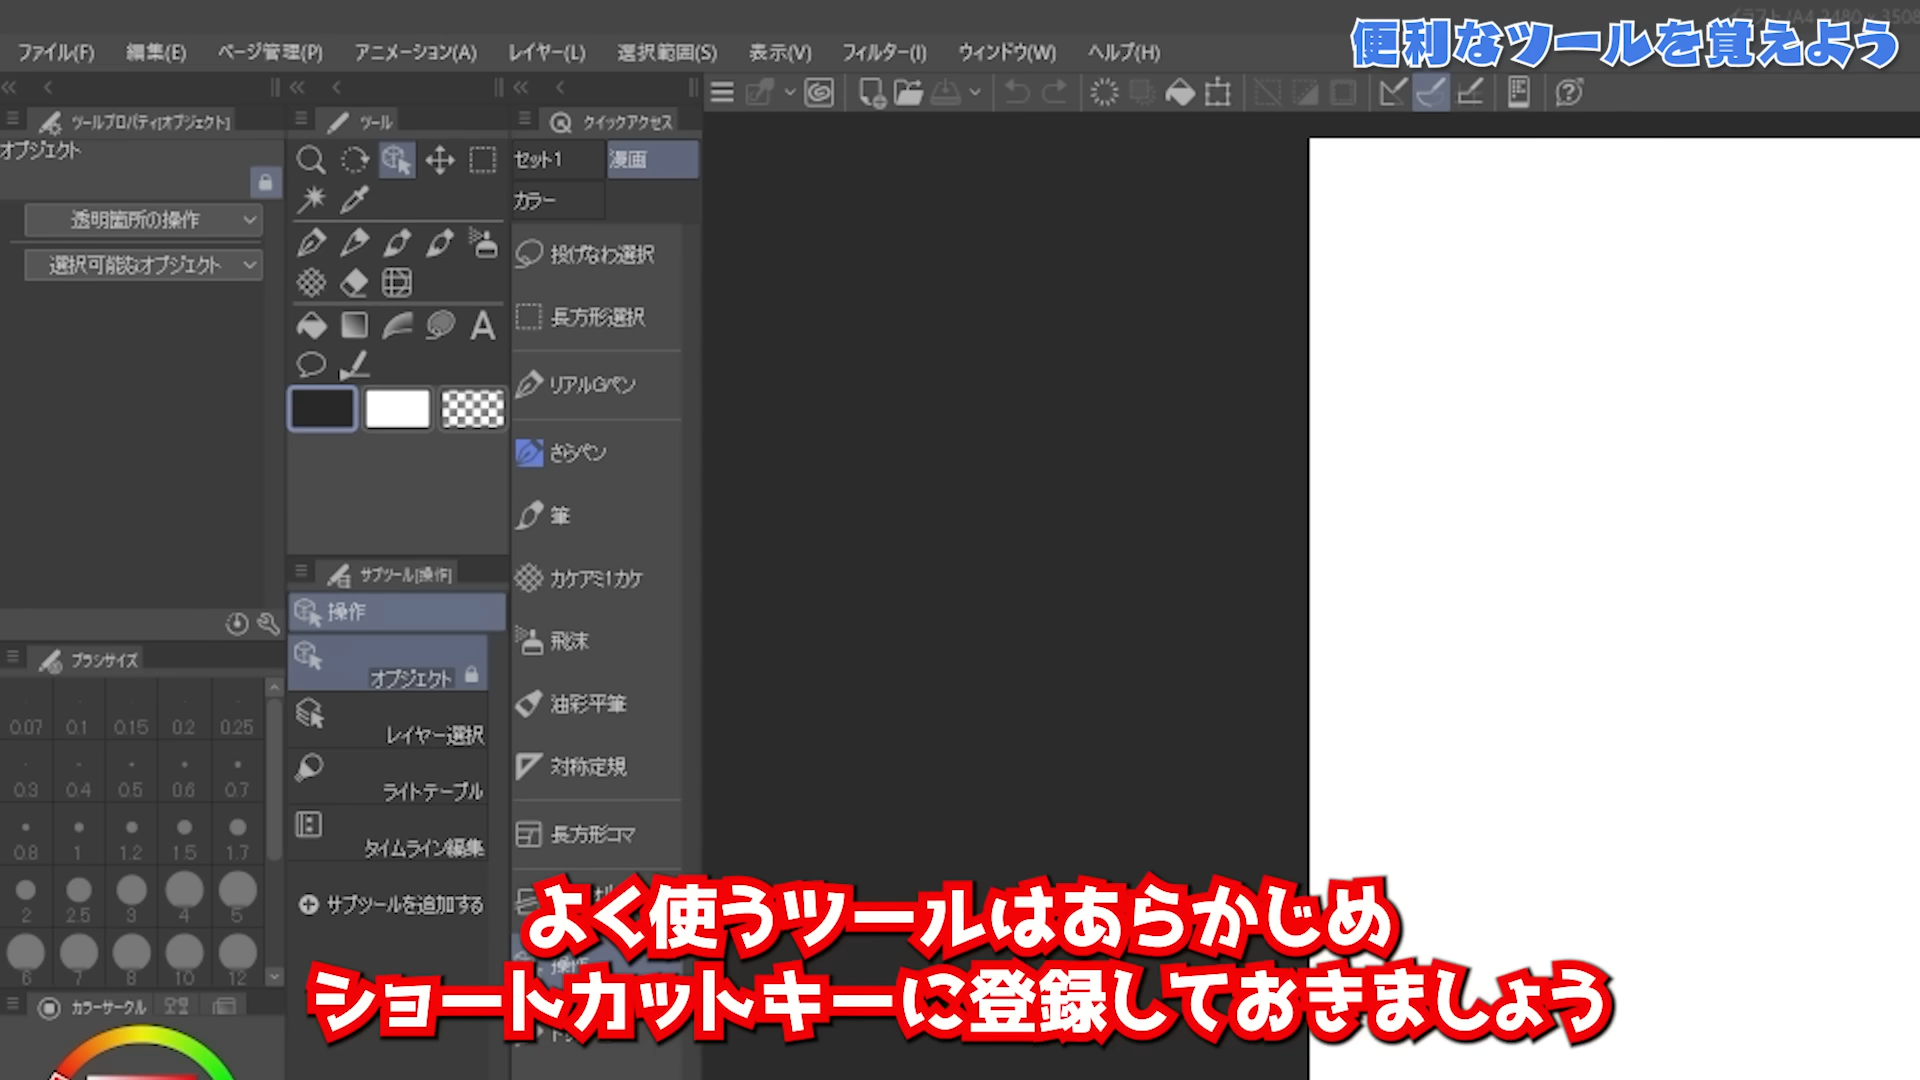 便利なツールを覚えよう
ファイル(F) 編集(E) ページ管理(P) アニメーション(A) レイヤー(L) 選択範囲(S) 表示(V) フィルター(I) ウィンドウ(W) ヘルプ(H)
ツールプロパティ[オブジェクト]
オブジェクト
透明箇所の操作
選択可能なオブジェクト
ツール
クイックアクセス
セット1 漫画
カラー
投げなわ選択
長方形選択
リアルGペン
さらペン
筆
カケアミ1カケ
飛沫
油彩平筆
対称定規
長方形コマ
操作
サブツール[操作]
操作
オブジェクト
レイヤー選択
ライトテーブル
タイムライン編集
サブツールを追加する
ブラシサイズ
0.07 0.1 0.15 0.2 0.25
0.3 0.4 0.5 0.6 0.7
0.8 1 1.2 1.5 1.7
2 2.5 3 4 5
6 7 8 10 12
カラーサークル
よく使うツールはあらかじめ
ショートカットキーに登録しておきましょう